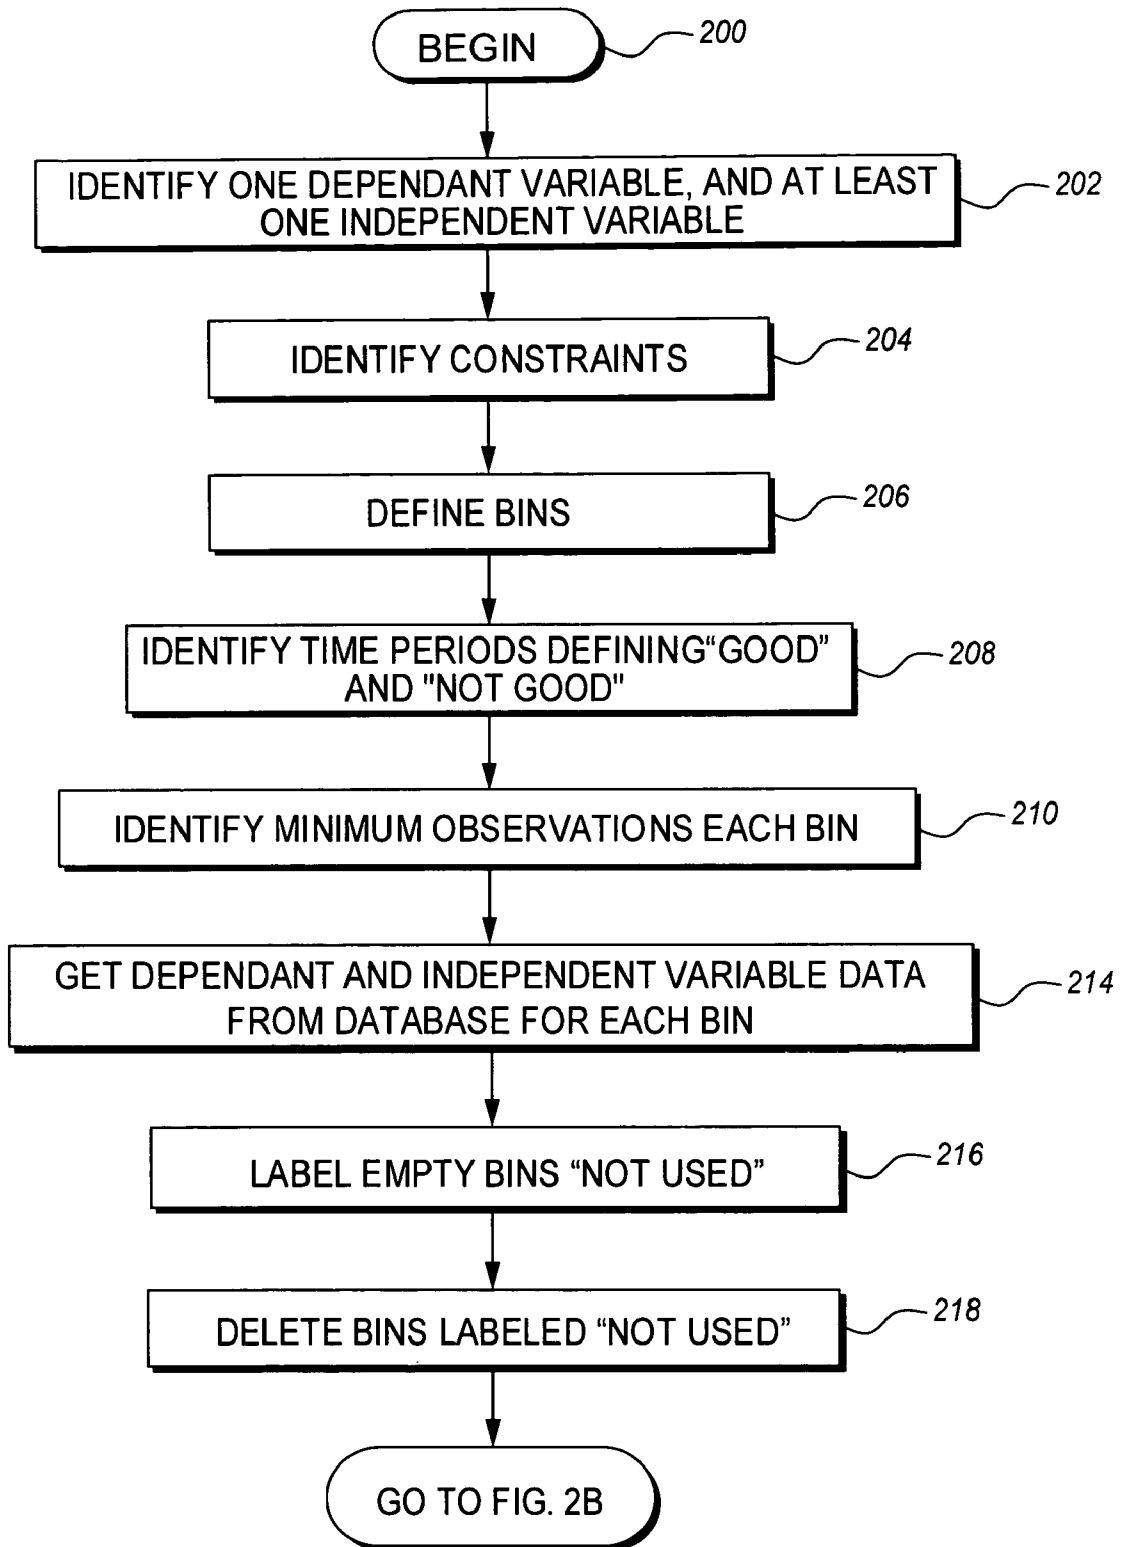 BEGIN
200
IDENTIFY ONE DEPENDANT VARIABLE, AND AT LEAST
ONE INDEPENDENT VARIABLE
202
IDENTIFY CONSTRAINTS
204
DEFINE BINS
206
IDENTIFY TIME PERIODS DEFINING“GOOD”
AND "NOT GOOD"
208
IDENTIFY MINIMUM OBSERVATIONS EACH BIN
210
GET DEPENDANT AND INDEPENDENT VARIABLE DATA
FROM DATABASE FOR EACH BIN
214
LABEL EMPTY BINS “NOT USED”
216
DELETE BINS LABELED “NOT USED”
218
GO TO FIG. 2B